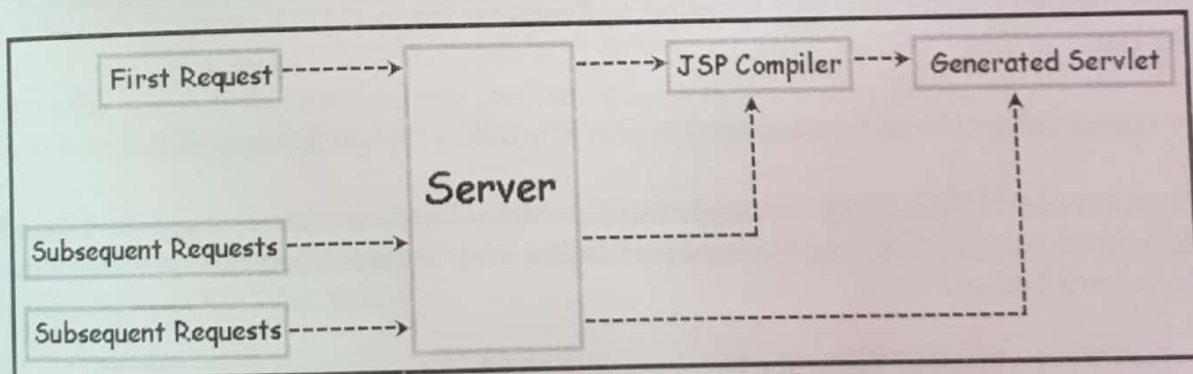 First Request
JSP Compiler
Generated Servlet
Server
Subsequent Requests
Subsequent Requests